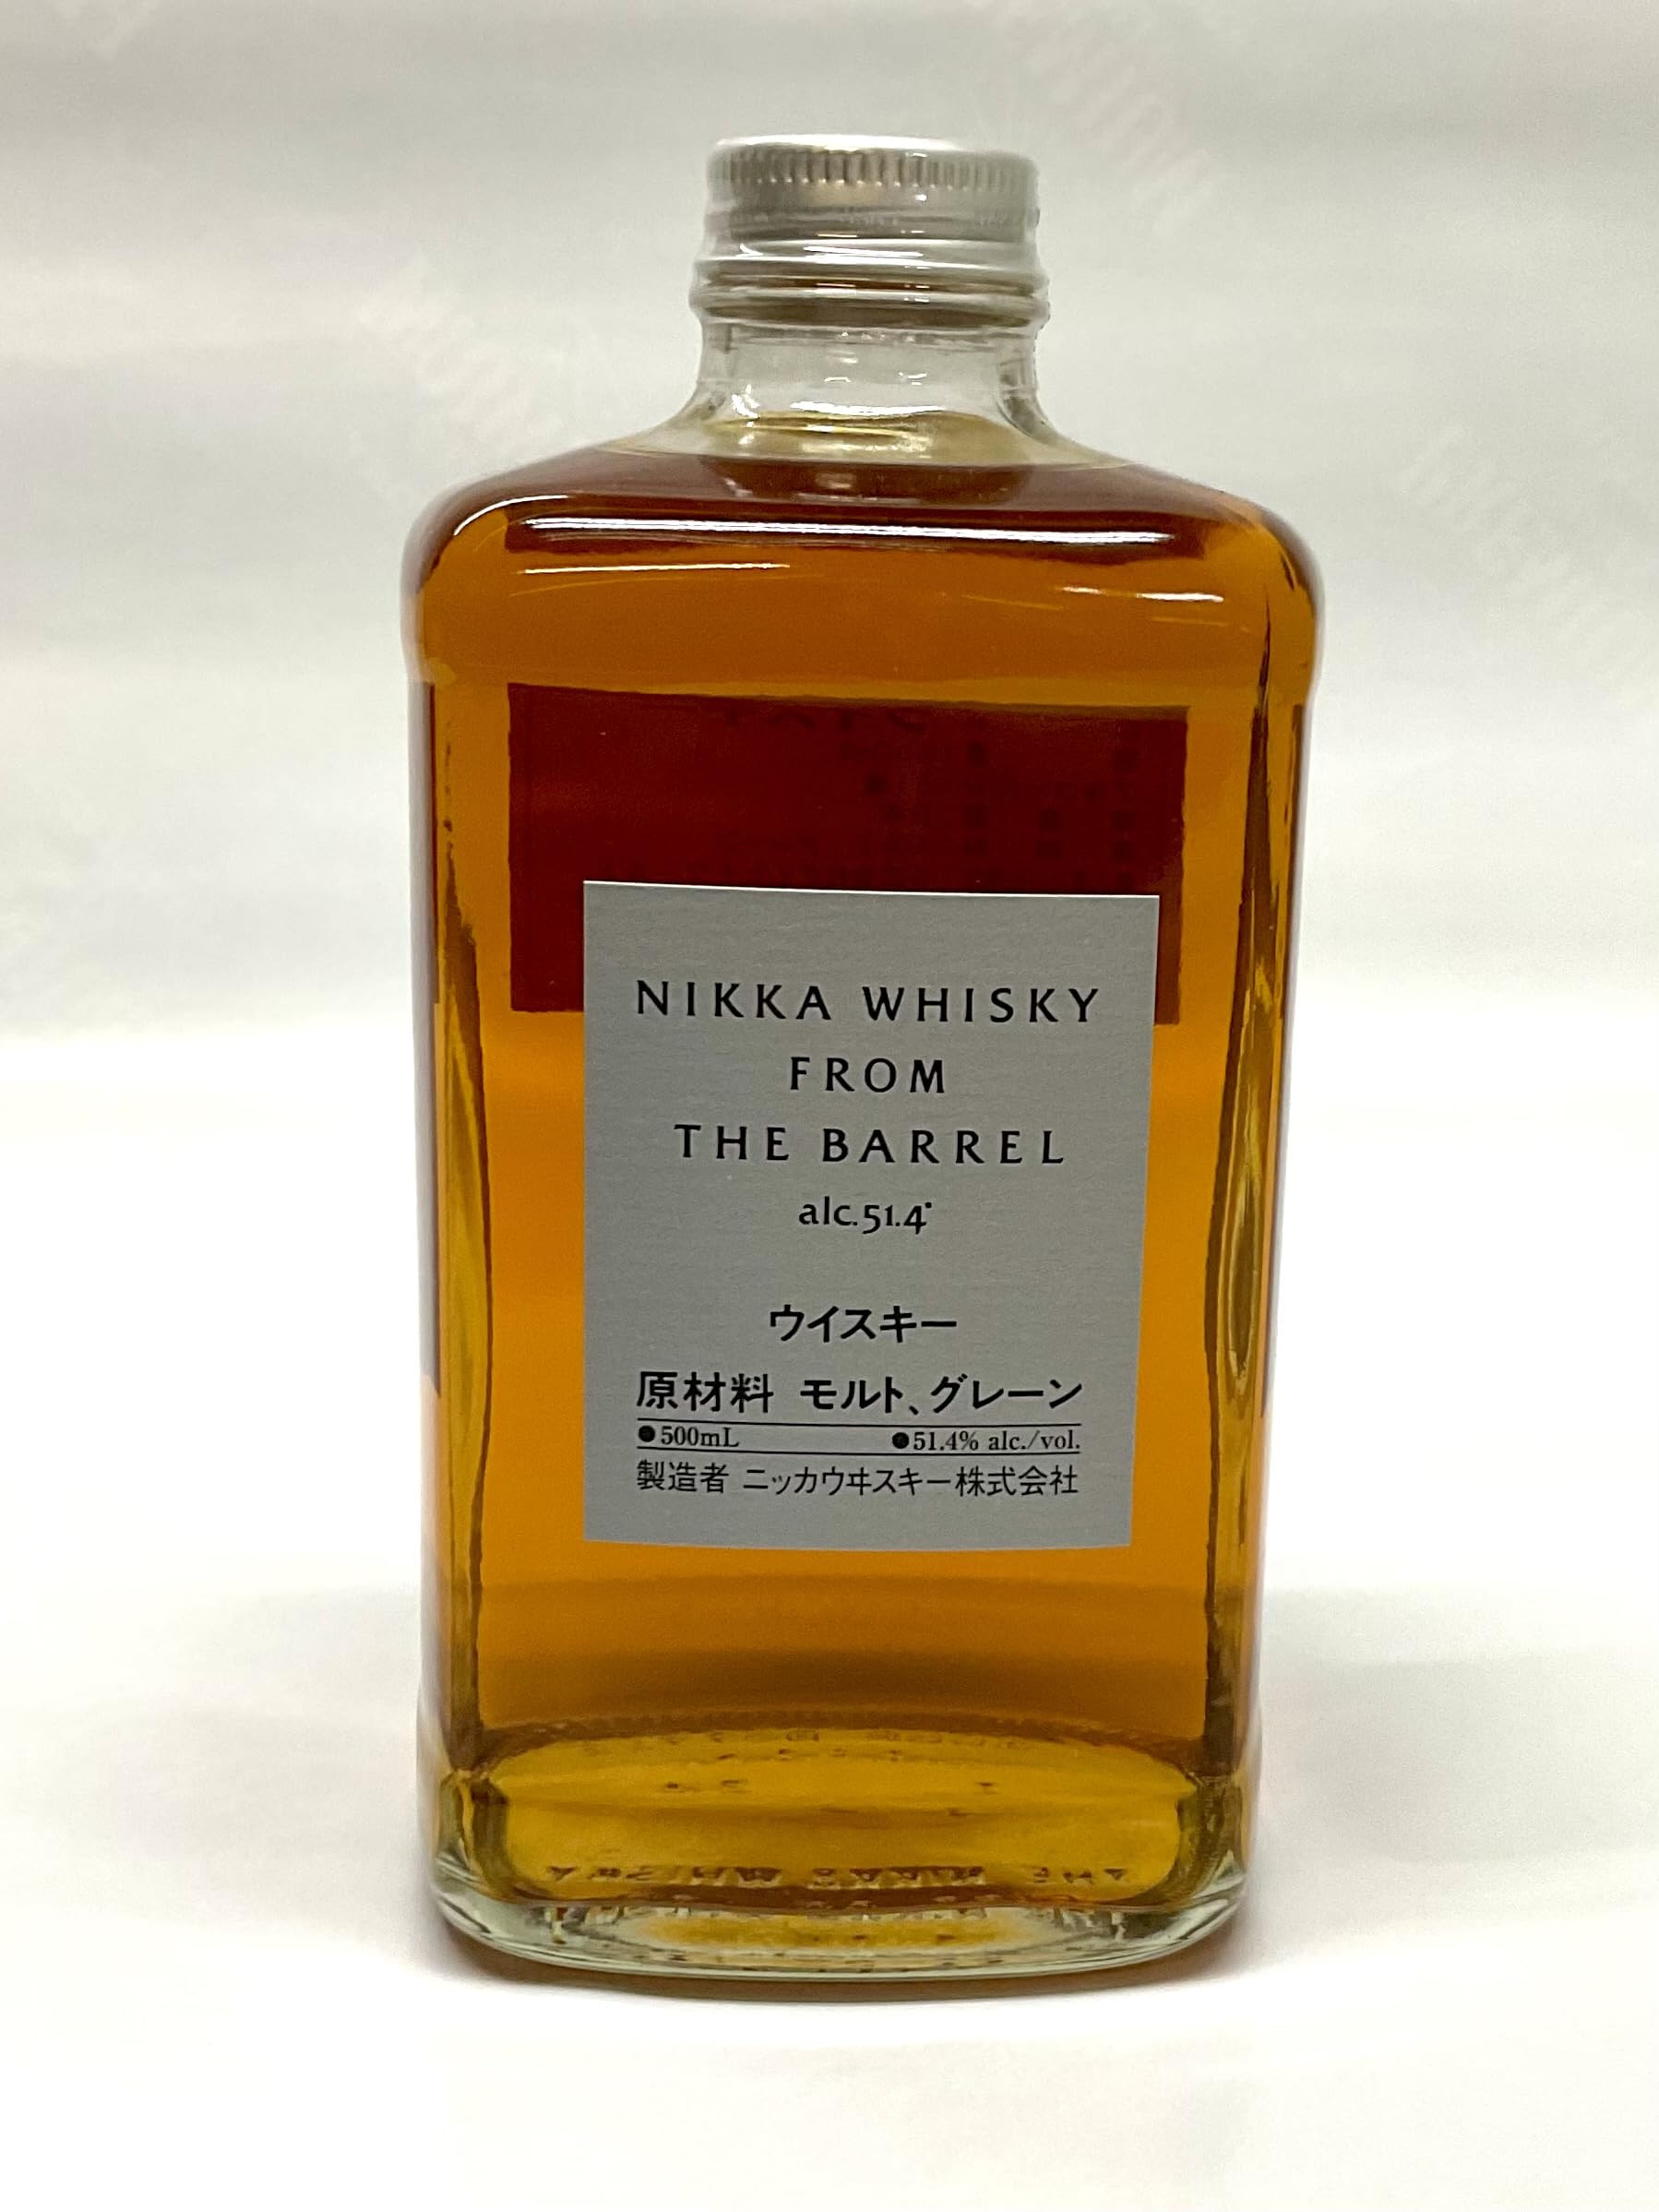 NIKKA WHISKY
FROM
THE BARREL
alc.51.4°
ウイスキー
原材料 モルト、グレーン
●500mL ●51.4% alc./vol.
製造者 ニッカウヰスキー株式会社